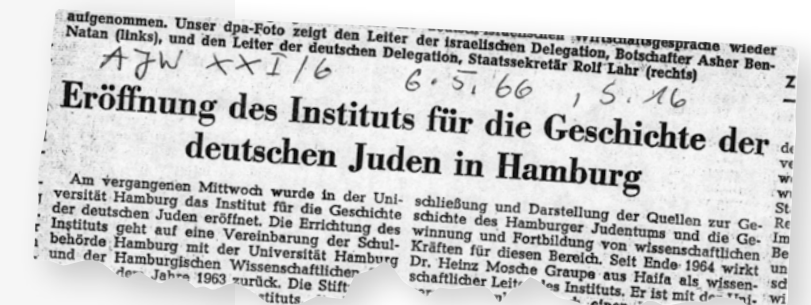 aufgenommen. Unser dpa-Foto zeigt den Leiter der israelischen Delegation, Botschafter Asher Ben-
Natan (links), und den Leiter der deutschen Delegation, Staatssekretär Rolf Lahr (rechts)
AJW XXI/6 6.5.66, S.16
Eröffnung des Instituts für die Geschichte der
deutschen Juden in Hamburg
Am vergangenen Mittwoch wurde in der Uni-
versität Hamburg das Institut für die Geschichte
der deutschen Juden eröffnet. Die Errichtung des
Instituts geht auf eine Vereinbarung der Schul-
behörde Hamburg mit der Universität Hamburg
und der Hamburgischen Wissenschaftlichen
Jahre 1963 zurück. Die Stift
stituts
schließung und Darstellung der Quellen zur Ge-
schichte des Hamburger Judentums und die Ge-
winnung und Fortbildung von wissenschaftlichen
Kräften für diesen Bereich. Seit Ende 1964 wirkt
Dr. Heinz Mosche Graupe aus Haifa als wissen-
schaftlicher Leit es Instituts. Er ist mit der Uni-